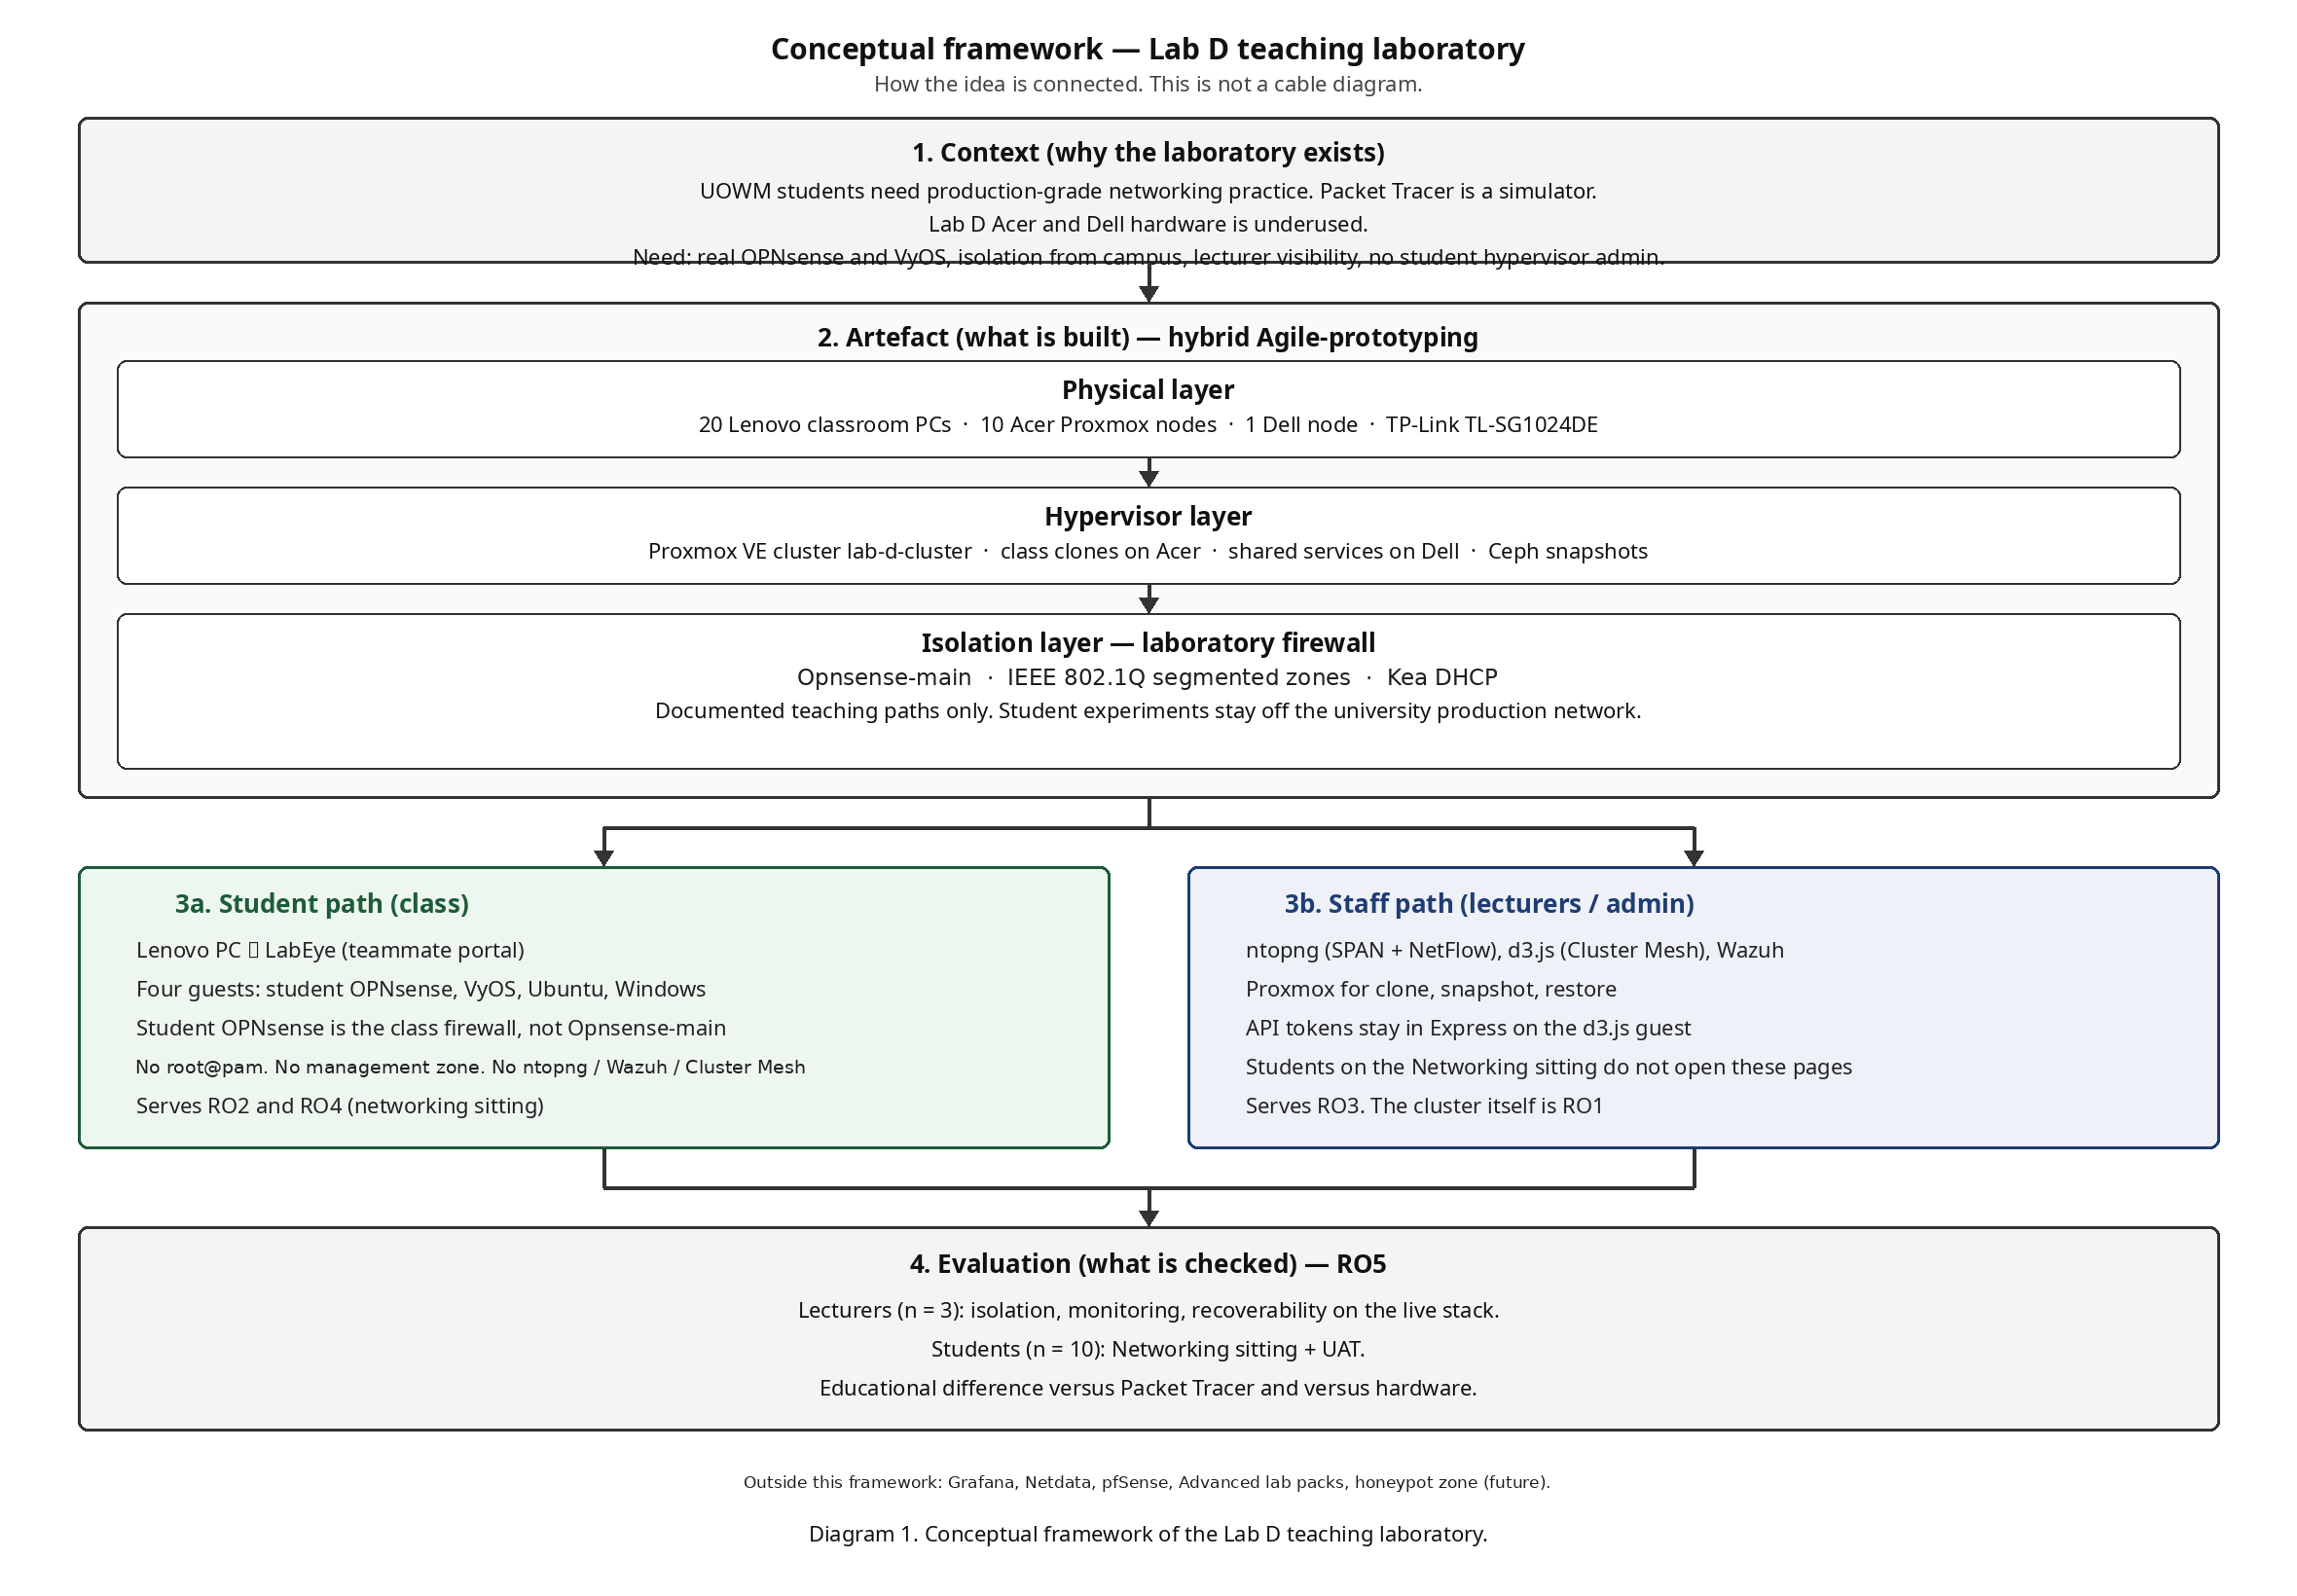 Conceptual framework — Lab D teaching laboratory
How the idea is connected. This is not a cable diagram.
1. Context (why the laboratory exists)
UOWM students need production-grade networking practice. Packet Tracer is a simulator.
Lab D Acer and Dell hardware is underused.
Need: real OPNsense and VyOS, isolation from campus, lecturer visibility, no student hypervisor admin.
2. Artefact (what is built) — hybrid Agile-prototyping
Physical layer
20 Lenovo classroom PCs · 10 Acer Proxmox nodes · 1 Dell node · TP-Link TL-SG1024DE
Hypervisor layer
Proxmox VE cluster lab-d-cluster · class clones on Acer · shared services on Dell · Ceph snapshots
Isolation layer — laboratory firewall
Opnsense-main · IEEE 802.1Q segmented zones · Kea DHCP
Documented teaching paths only. Student experiments stay off the university production network.
3a. Student path (class)
Lenovo PC ▯ LabEye (teammate portal)
Four guests: student OPNsense, VyOS, Ubuntu, Windows
Student OPNsense is the class firewall, not Opnsense-main
No root@pam. No management zone. No ntopng / Wazuh / Cluster Mesh
Serves RO2 and RO4 (networking sitting)
3b. Staff path (lecturers / admin)
ntopng (SPAN + NetFlow), d3.js (Cluster Mesh), Wazuh
Proxmox for clone, snapshot, restore
API tokens stay in Express on the d3.js guest
Students on the Networking sitting do not open these pages
Serves RO3. The cluster itself is RO1
4. Evaluation (what is checked) — RO5
Lecturers (n = 3): isolation, monitoring, recoverability on the live stack.
Students (n = 10): Networking sitting + UAT.
Educational difference versus Packet Tracer and versus hardware.
Outside this framework: Grafana, Netdata, pfSense, Advanced lab packs, honeypot zone (future).
Diagram 1. Conceptual framework of the Lab D teaching laboratory.